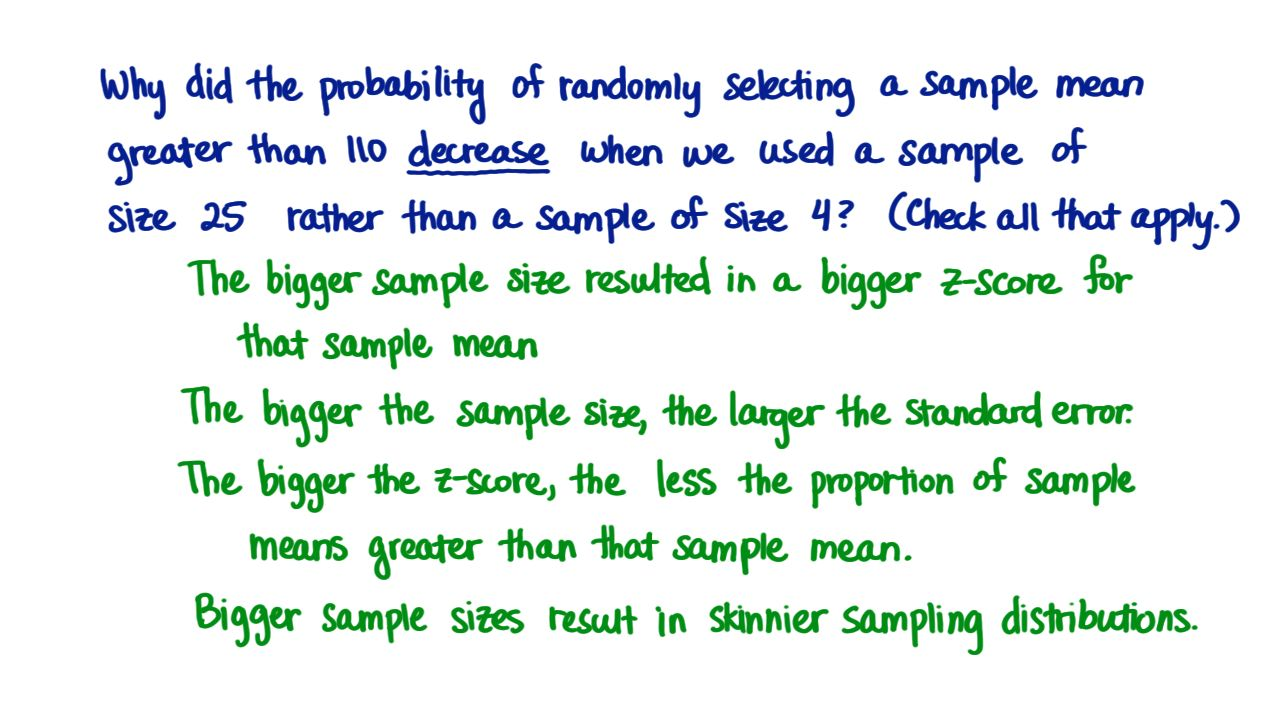 Why did the probability of randomly selecting a sample mean
greater than 110 decrease when we used a sample of
size 25 rather than a sample of size 4? (Check all that apply.)
The bigger sample size resulted in a bigger z-score for
that sample mean
The bigger the sample size, the larger the standard error.
The bigger the z-score, the less the proportion of sample
means greater than that sample mean.
Bigger sample sizes result in skinnier sampling distributions.